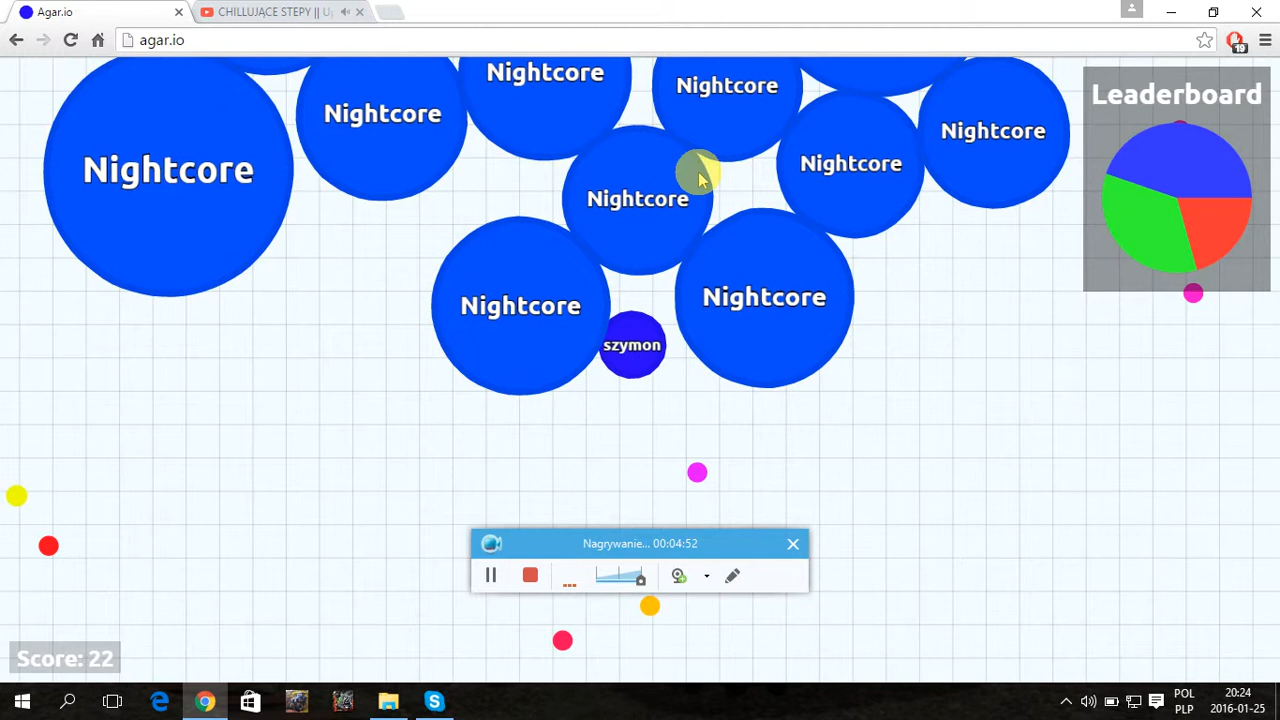 Agar.io
CHILLUJĄCE STEPY || U
agar.io
19
Nightcore
Nightcore
Nightcore
Nightcore
Nightcore
Nightcore
Nightcore
Nightcore
Nightcore
szymon
Leaderboard
Nagrywanie... 00:04:52
Score: 22
POL
PLP
20:24
2016-01-25